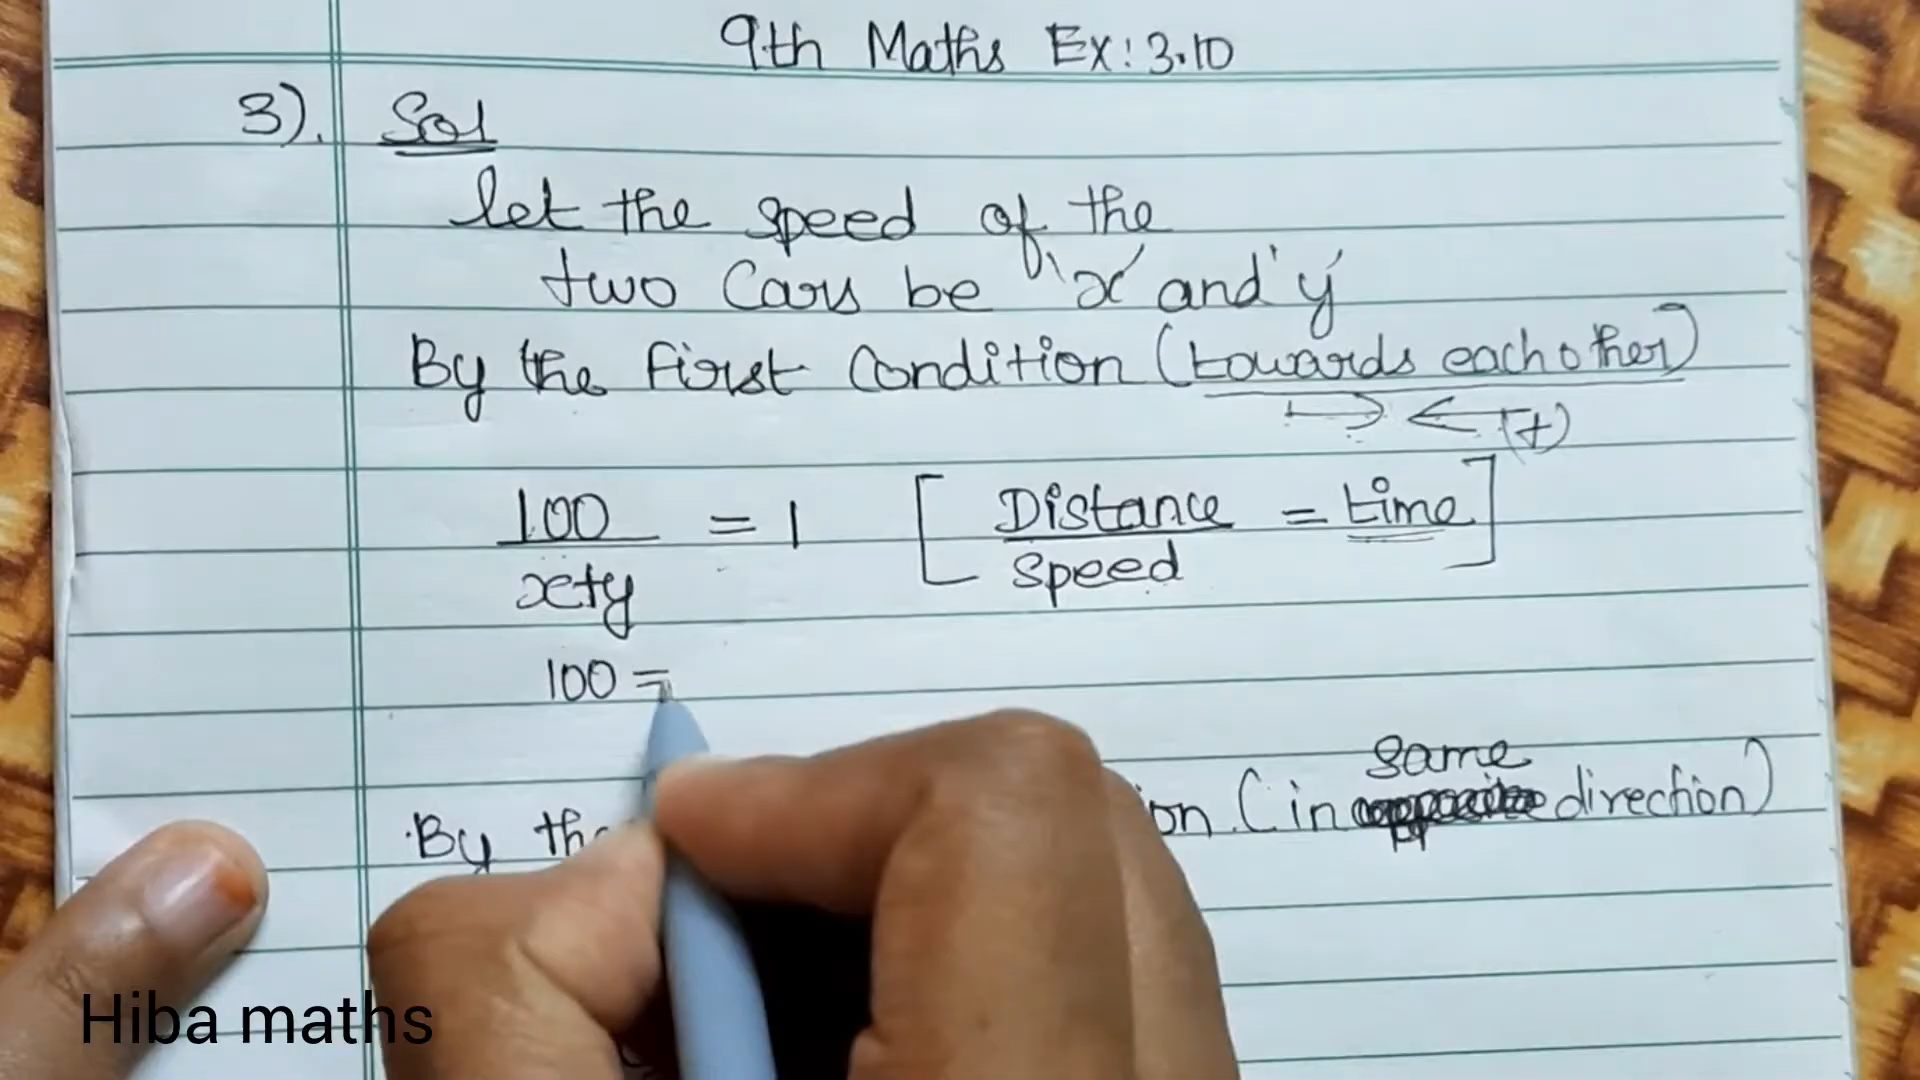 9th Maths Ex: 3.10
3). Sol
let the speed of the
two Cars be 'x' and 'y'
By the first Condition (towards each other)
(+)
100/x+y = 1 [Distance/Speed = time]
100 =
same
By the on (in direction)
Hiba maths